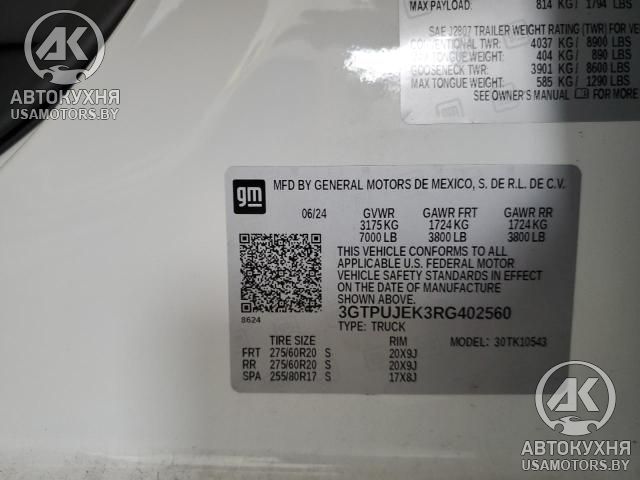 MAX PAYLOAD: 814 KG / 1794 LBS
SAE J2807 TRAILER WEIGHT RATING (TWR) FOR VE
CONVENTIONAL TWR: 4037 KG/ 8900 LBS
TONGUE WEIGHT: 404 KG/ 890 LBS
GOOSENECK TWR: 3901 KG/ 8600 LBS
MAX TONGUE WEIGHT: 585 KG/ 1290 LBS
SEE OWNER'S MANUAL FOR MORE
АВТОКУХНЯ
USAMOTORS.BY
gm
MFD BY GENERAL MOTORS DE MEXICO, S. DE R.L. DE C.V.
06/24 GVWR GAWR FRT GAWR RR
3175 KG 1724 KG 1724 KG
7000 LB 3800 LB 3800 LB
THIS VEHICLE CONFORMS TO ALL
APPLICABLE U.S. FEDERAL MOTOR
VEHICLE SAFETY STANDARDS IN EFFECT
ON THE DATE OF MANUFACTURE
SHOWN ABOVE.
3GTPUJEK3RG402560
8624
TYPE: TRUCK
TIRE SIZE RIM MODEL: 30TK10543
FRT 275/60R20 S 20X9J
RR 275/60R20 S 20X9J
SPA 255/80R17 S 17X8J
АВТОКУХНЯ
USAMOTORS.BY